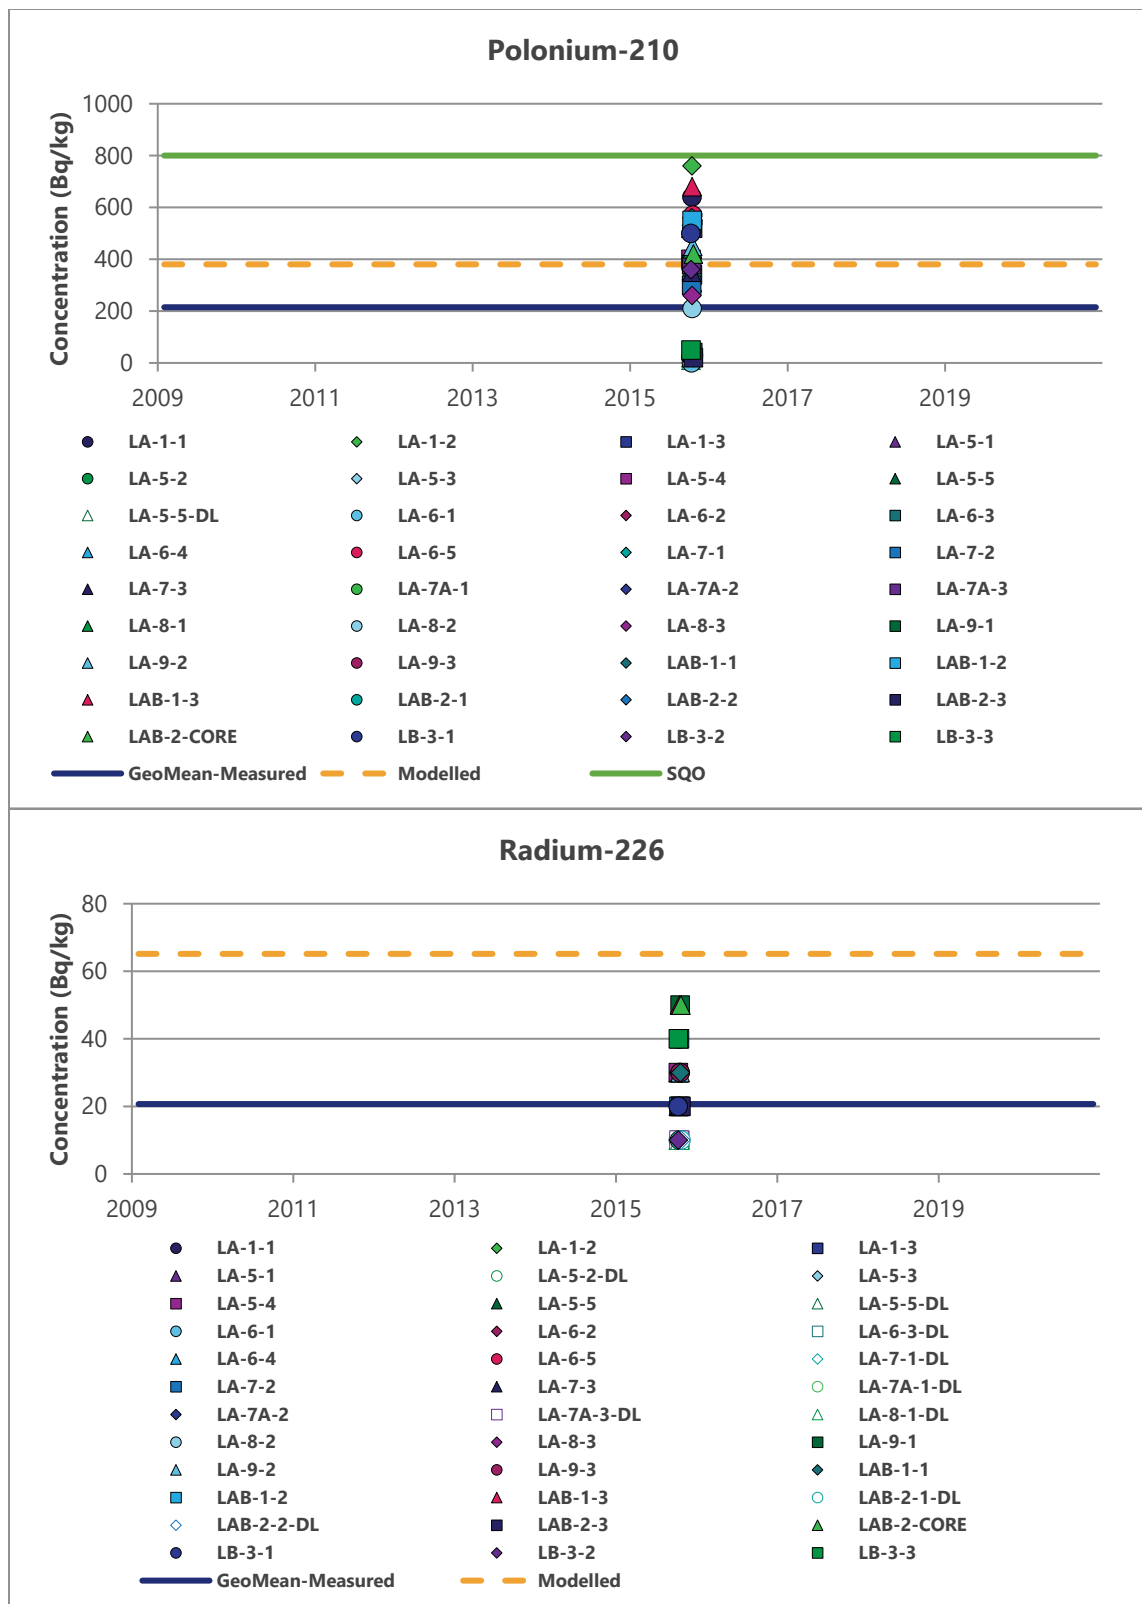 Polonium-210
Concentration (Bq/kg)
1000
800
600
400
200
0
2009 2011 2013 2015 2017 2019
LA-1-1 LA-1-2 LA-1-3 LA-5-1
LA-5-2 LA-5-3 LA-5-4 LA-5-5
LA-5-5-DL LA-6-1 LA-6-2 LA-6-3
LA-6-4 LA-6-5 LA-7-1 LA-7-2
LA-7-3 LA-7A-1 LA-7A-2 LA-7A-3
LA-8-1 LA-8-2 LA-8-3 LA-9-1
LA-9-2 LA-9-3 LAB-1-1 LAB-1-2
LAB-1-3 LAB-2-1 LAB-2-2 LAB-2-3
LAB-2-CORE LB-3-1 LB-3-2 LB-3-3
GeoMean-Measured Modelled SQO
Radium-226
Concentration (Bq/kg)
80
60
40
20
0
2009 2011 2013 2015 2017 2019
LA-1-1 LA-1-2 LA-1-3
LA-5-1 LA-5-2-DL LA-5-3
LA-5-4 LA-5-5 LA-5-5-DL
LA-6-1 LA-6-2 LA-6-3-DL
LA-6-4 LA-6-5 LA-7-1-DL
LA-7-2 LA-7-3 LA-7A-1-DL
LA-7A-2 LA-7A-3-DL LA-8-1-DL
LA-8-2 LA-8-3 LA-9-1
LA-9-2 LA-9-3 LAB-1-1
LAB-1-2 LAB-1-3 LAB-2-1-DL
LAB-2-2-DL LAB-2-3 LAB-2-CORE
LB-3-1 LB-3-2 LB-3-3
GeoMean-Measured Modelled